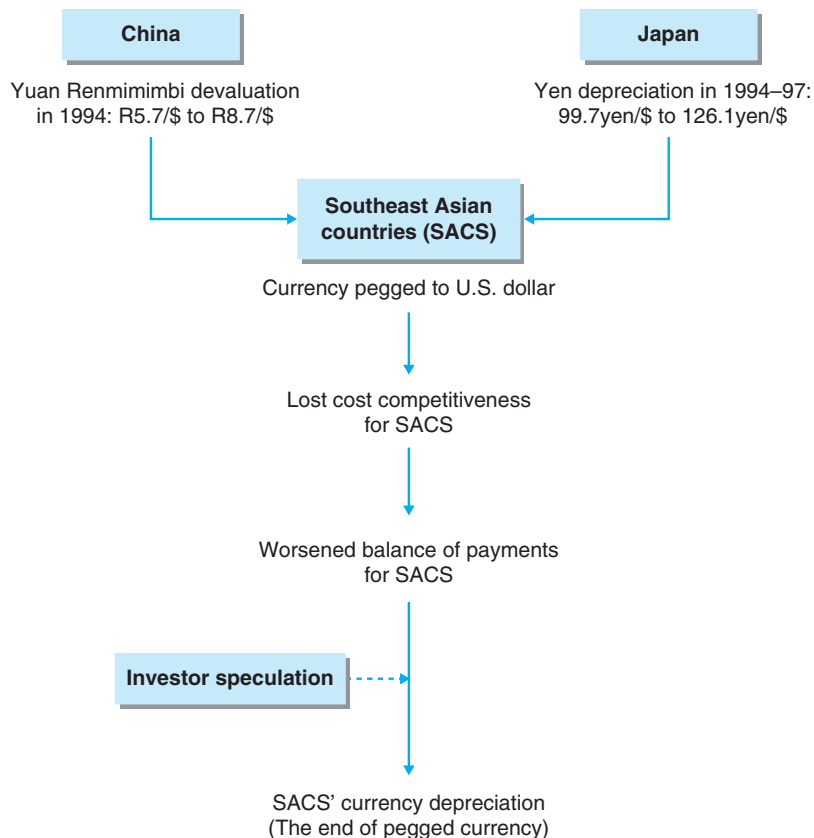 China
Yuan Renmimimbi devaluation
in 1994: R5.7/$ to R8.7/$
Japan
Yen depreciation in 1994–97:
99.7yen/$ to 126.1yen/$
Southeast Asian
countries (SACS)
Currency pegged to U.S. dollar
Lost cost competitiveness
for SACS
Worsened balance of payments
for SACS
Investor speculation
SACS’ currency depreciation
(The end of pegged currency)